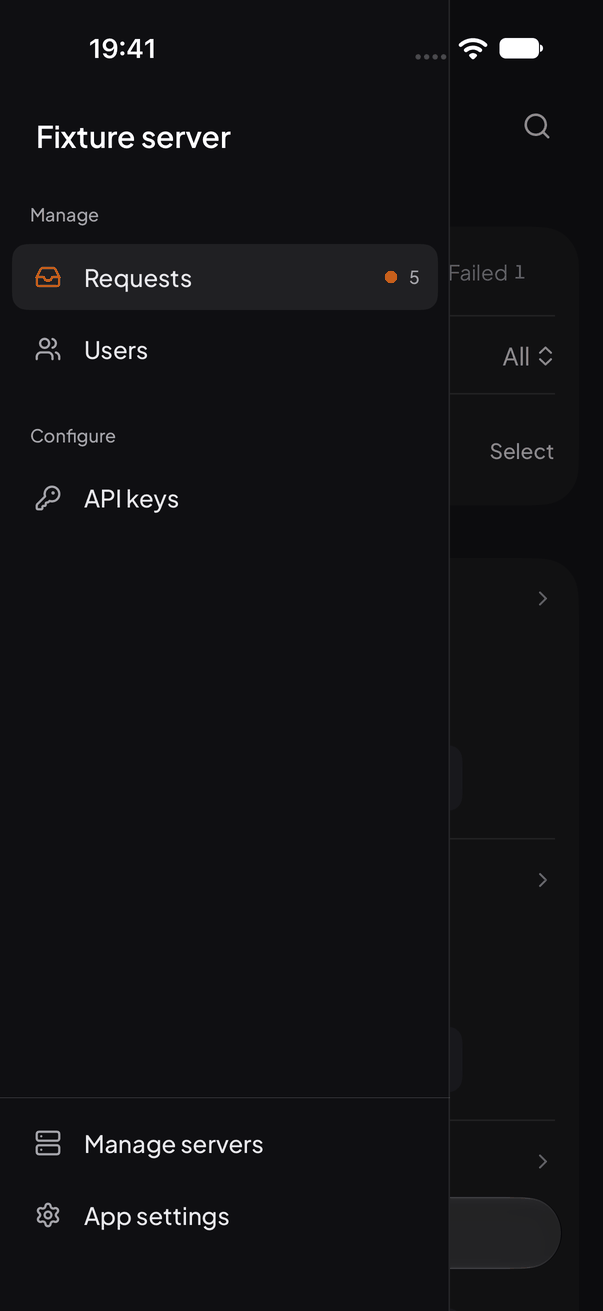 19:41
Fixture server
Manage
Requests 5
Failed 1
Users
All
Configure
Select
API keys
Manage servers
App settings